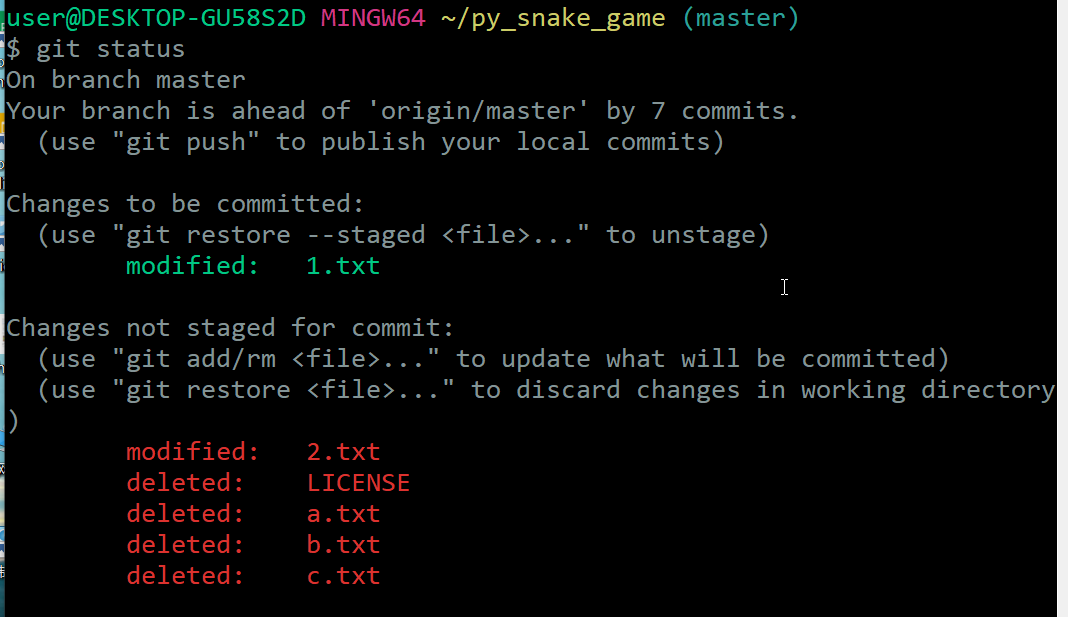 user@DESKTOP-GU58S2D MINGW64 ~/py_snake_game (master)
$ git status
On branch master
Your branch is ahead of 'origin/master' by 7 commits.
  (use "git push" to publish your local commits)

Changes to be committed:
  (use "git restore --staged <file>..." to unstage)
        modified:   1.txt

Changes not staged for commit:
  (use "git add/rm <file>..." to update what will be committed)
  (use "git restore <file>..." to discard changes in working directory
)
        modified:   2.txt
        deleted:    LICENSE
        deleted:    a.txt
        deleted:    b.txt
        deleted:    c.txt